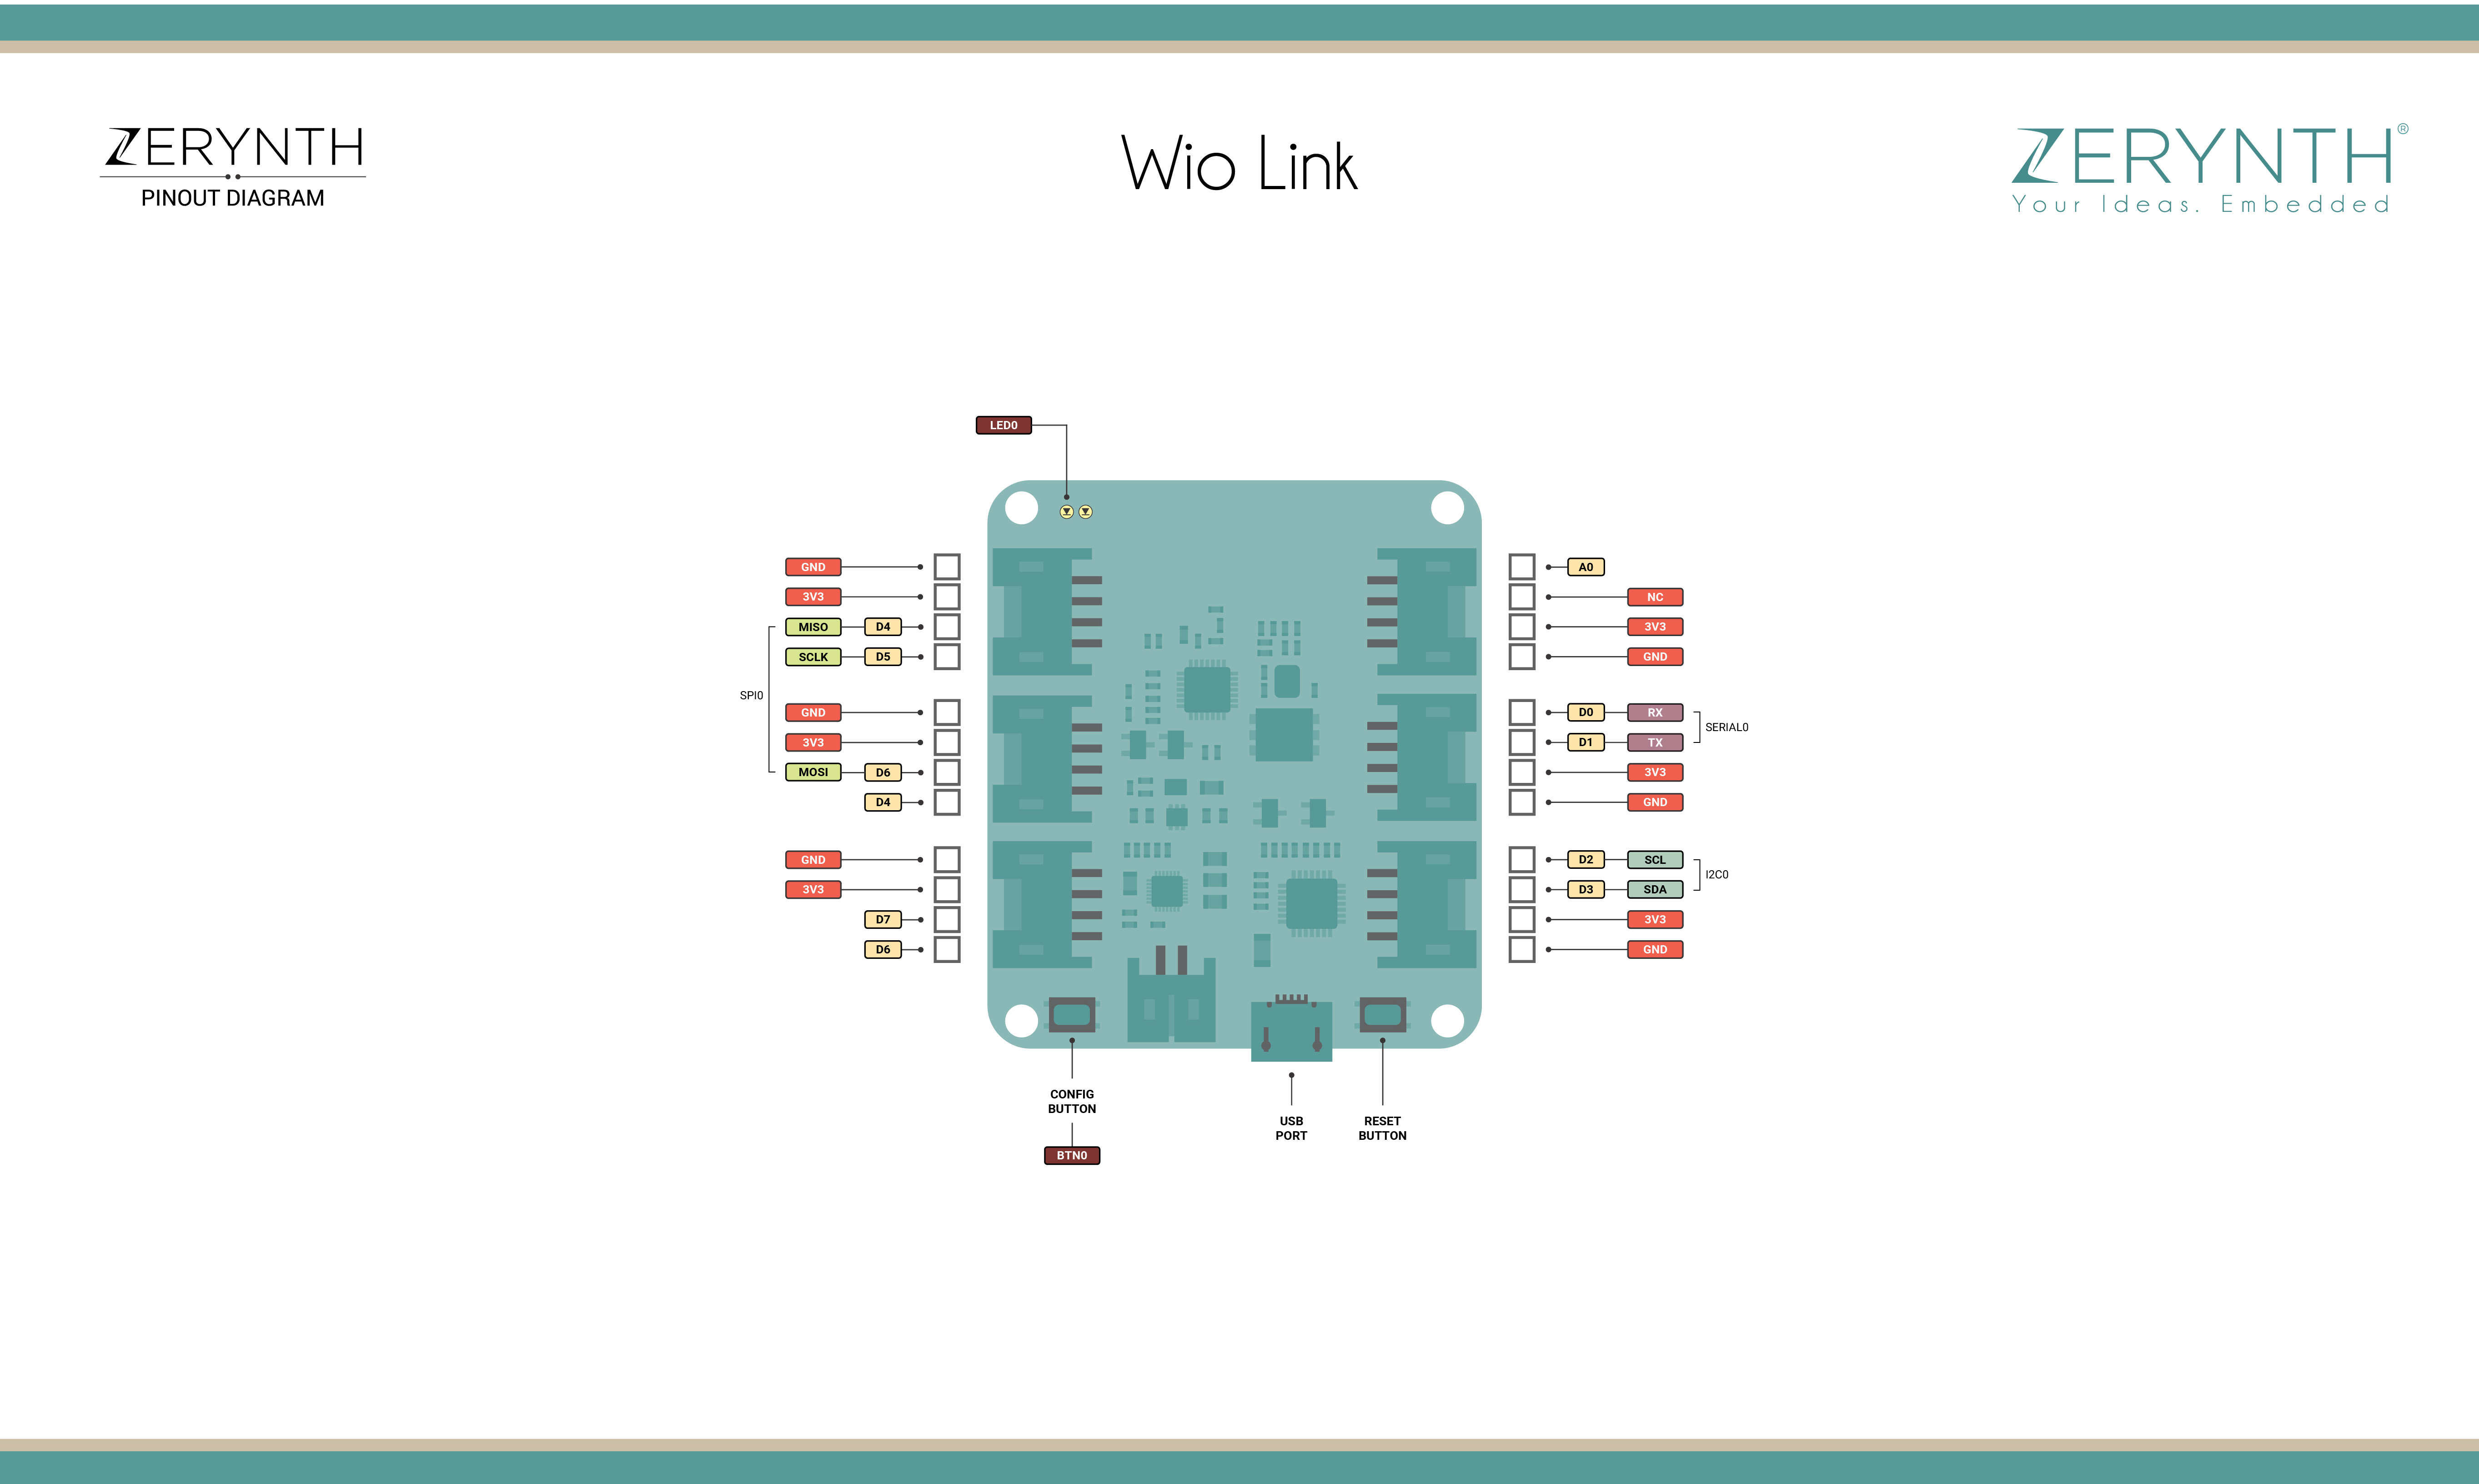 ZERYNTH
PINOUT DIAGRAM
Wio Link
ZERYNTH®
Your Ideas. Embedded
LED0
GND
3V3
MISO D4
SCLK D5
SPI0
GND
3V3
MOSI D6
D4
GND
3V3
D7
D6
A0
NC
3V3
GND
D0 RX
SERIAL0
D1 TX
3V3
GND
D2 SCL
I2C0
D3 SDA
3V3
GND
CONFIG
BUTTON
BTN0
USB
PORT
RESET
BUTTON